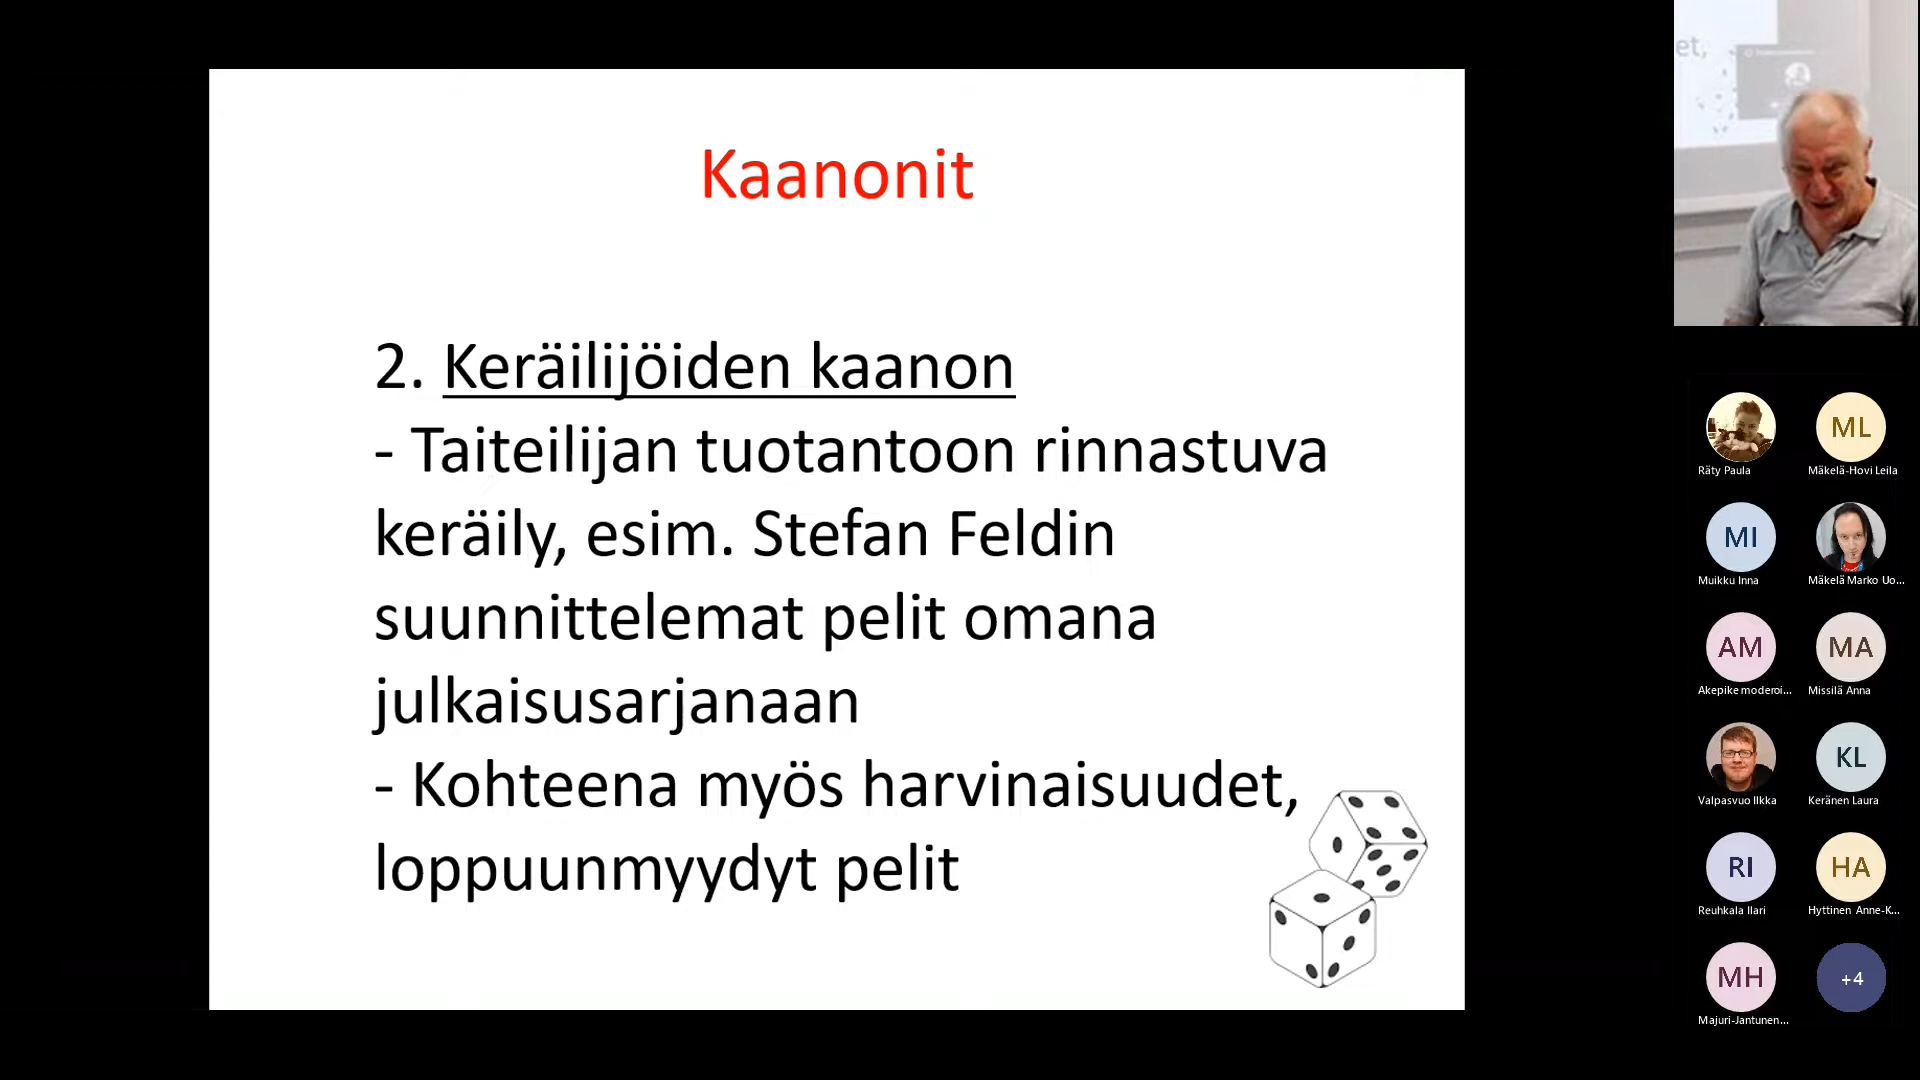 Kaanonit
2. Keräilijöiden kaanon
- Taiteilijan tuotantoon rinnastuva
keräily, esim. Stefan Feldin
suunnittelemat pelit omana
julkaisusarjanaan
- Kohteena myös harvinaisuudet,
loppuunmyydyt pelit
et,
Räty Paula
ML
Mäkelä-Hovi Leila
MI
Muikku Inna
Mäkelä Marko Uo...
AM
Akepike moderoi...
MA
Missilä Anna
Valpasvuo Ilkka
KL
Keränen Laura
RI
Reuhkala Ilari
HA
Hyttinen Anne-K...
MH
Majuri-Jantunen...
+4